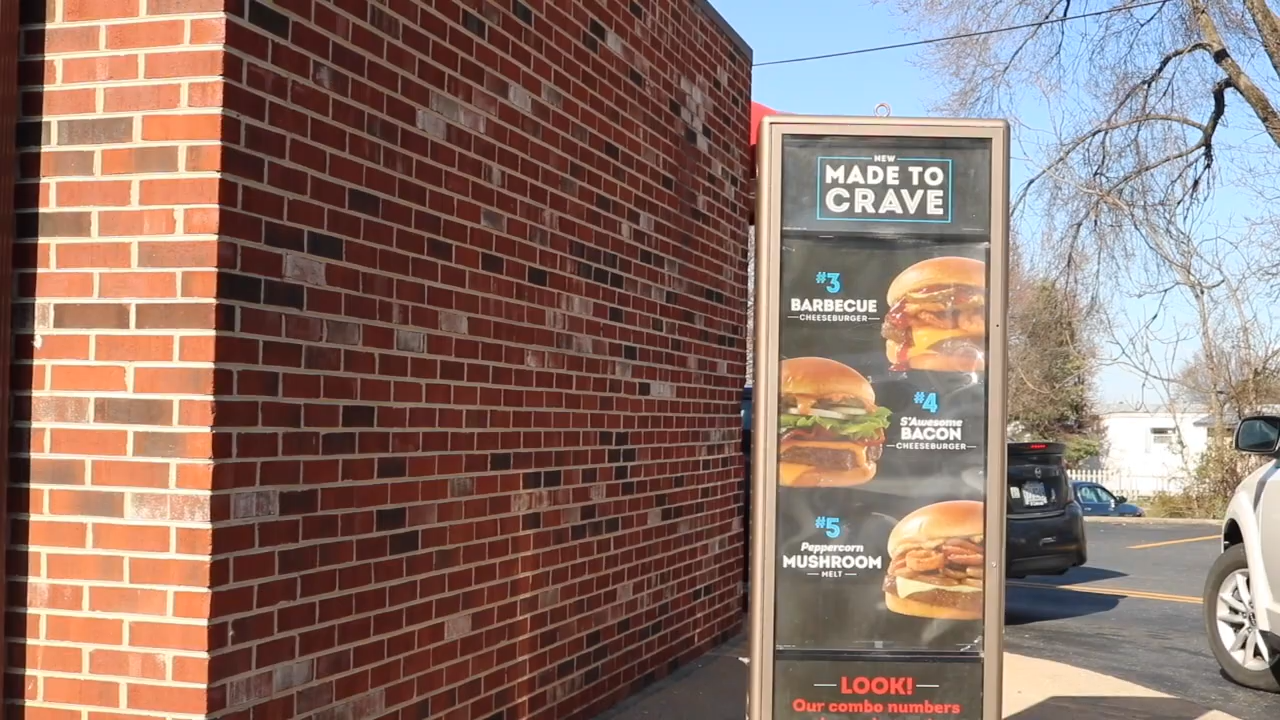 NEW
MADE TO
CRAVE
#3
BARBECUE
CHEESEBURGER
#4
S'Awesome
BACON
CHEESEBURGER
#5
Peppercorn
MUSHROOM
MELT
LOOK!
Our combo numbers